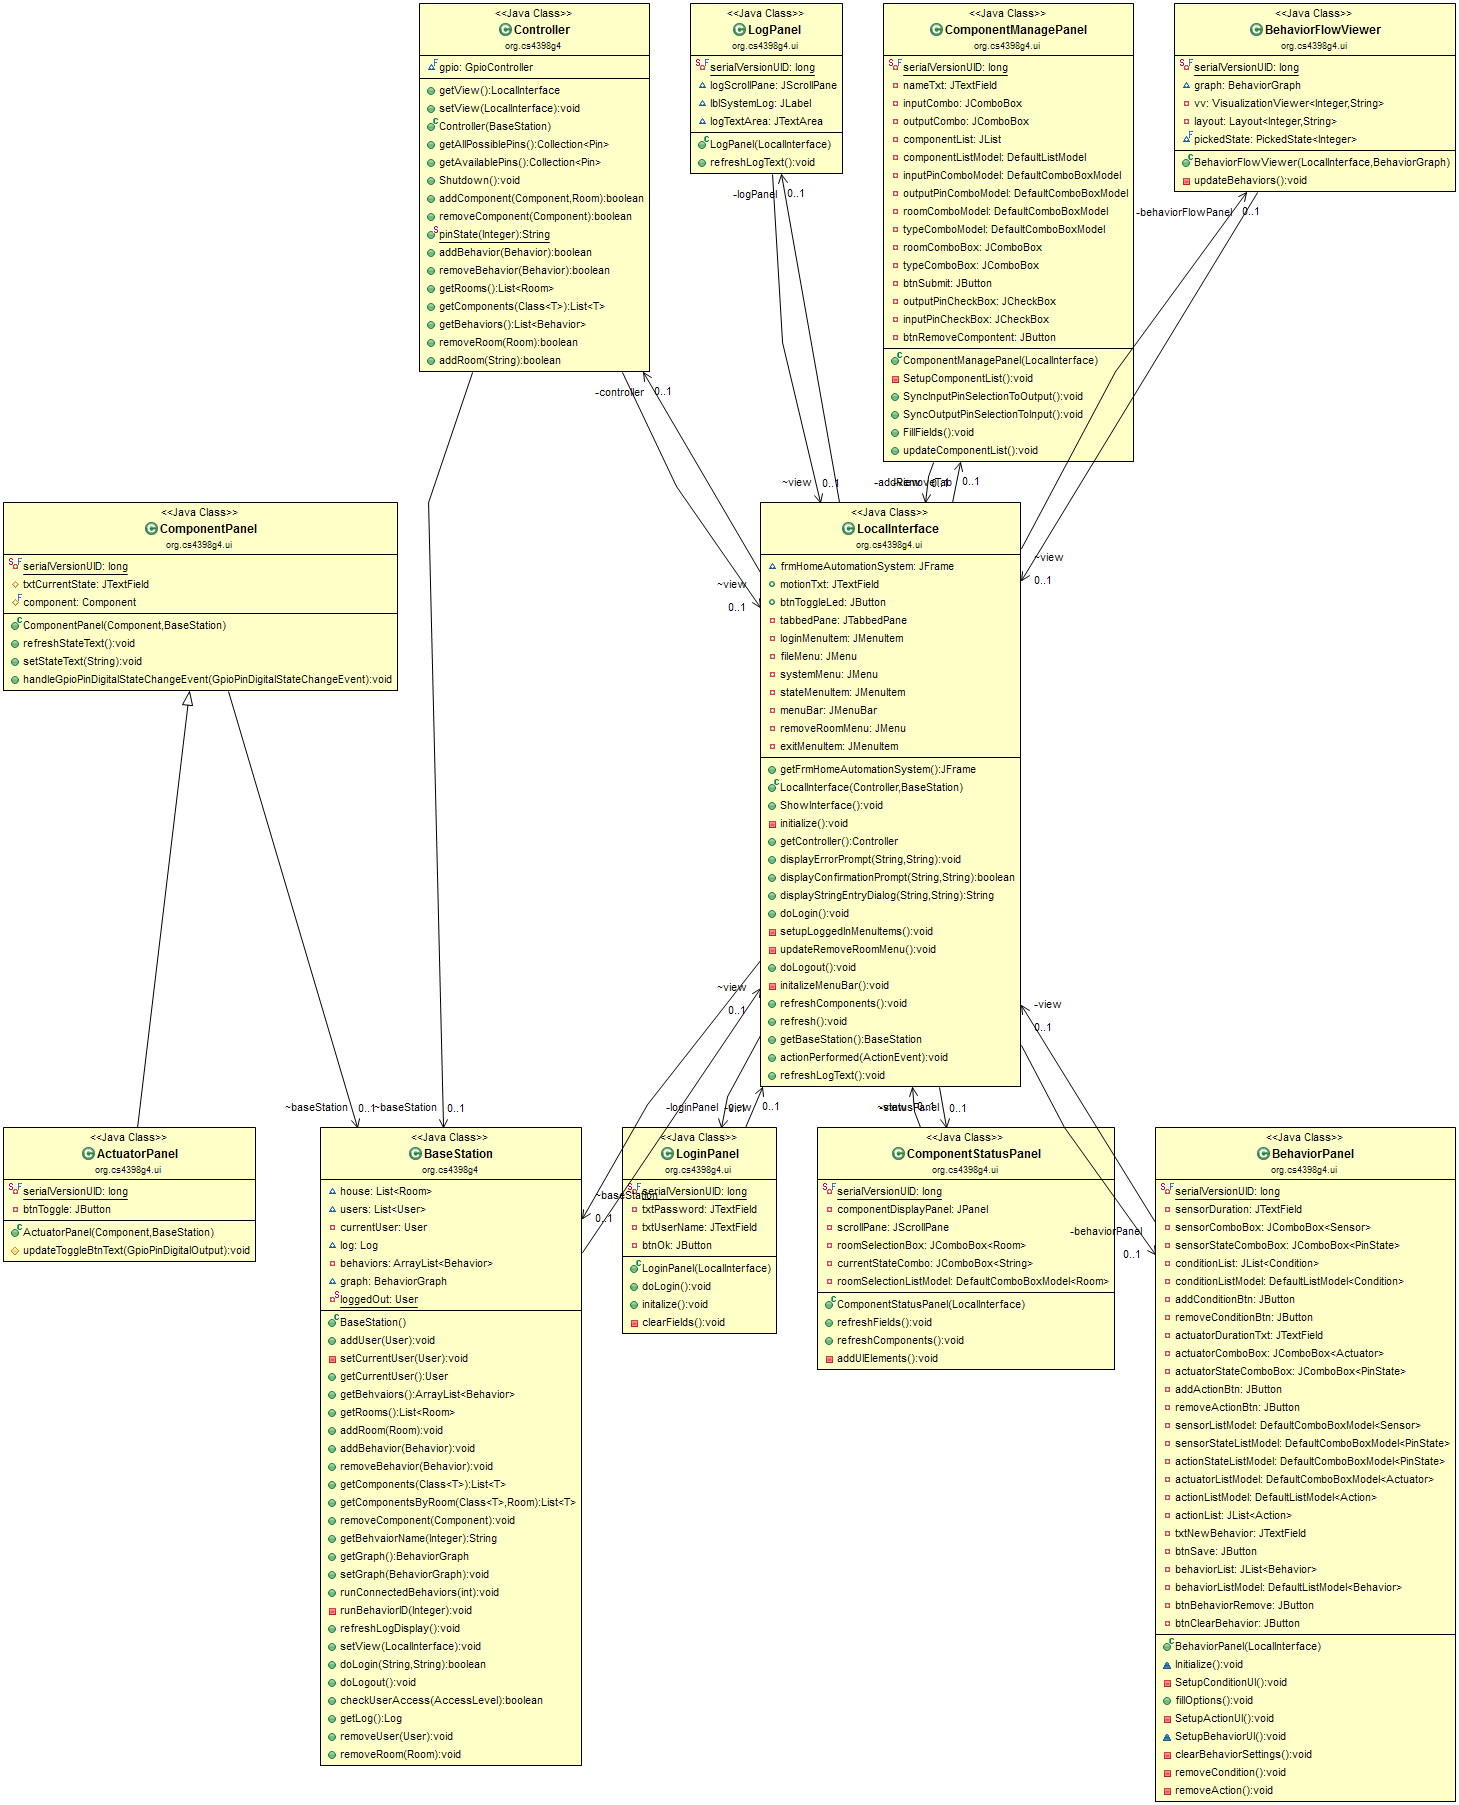 <<Java Class>>
Controller
org.cs4398g4
gpio: GpioController
getView():LocalInterface
setView(LocalInterface):void
Controller(BaseStation)
getAllPossiblePins():Collection<Pin>
getAvailablePins():Collection<Pin>
Shutdown():void
addComponent(Component,Room):boolean
removeComponent(Component):boolean
pinState(Integer):String
addBehavior(Behavior):boolean
removeBehavior(Behavior):boolean
getRooms():List<Room>
getComponents(Class<T>):List<T>
getBehaviors():List<Behavior>
removeRoom(Room):boolean
addRoom(String):boolean
<<Java Class>>
LogPanel
org.cs4398g4.ui
serialVersionUID: long
logScrollPane: JScrollPane
lblSystemLog: JLabel
logTextArea: JTextArea
LogPanel(LocalInterface)
refreshLogText():void
<<Java Class>>
ComponentManagePanel
org.cs4398g4.ui
serialVersionUID: long
nameTxt: JTextField
inputCombo: JComboBox
outputCombo: JComboBox
componentList: JList
componentListModel: DefaultListModel
inputPinComboModel: DefaultComboBoxModel
outputPinComboModel: DefaultComboBoxModel
roomComboModel: DefaultComboBoxModel
typeComboModel: DefaultComboBoxModel
roomComboBox: JComboBox
typeComboBox: JComboBox
btnSubmit: JButton
outputPinCheckBox: JCheckBox
inputPinCheckBox: JCheckBox
btnRemoveCompontent: JButton
ComponentManagePanel(LocalInterface)
SetupComponentList():void
SyncInputPinSelectionToOutput():void
SyncOutputPinSelectionToInput():void
FillFields():void
updateComponentList():void
<<Java Class>>
BehaviorFlowViewer
org.cs4398g4.ui
serialVersionUID: long
graph: BehaviorGraph
vv: VisualizationViewer<Integer,String>
layout: Layout<Integer,String>
pickedState: PickedState<Integer>
BehaviorFlowViewer(LocalInterface,BehaviorGraph)
updateBehaviors():void
-logPanel 0..1
-behaviorFlowPanel 0..1
-controller 0..1
~view 0..1
-addRemoveTab
0..1
<<Java Class>>
ComponentPanel
org.cs4398g4.ui
serialVersionUID: long
txtCurrentState: JTextField
component: Component
ComponentPanel(Component,BaseStation)
refreshStateText():void
setStateText(String):void
handleGpioPinDigitalStateChangeEvent(GpioPinDigitalStateChangeEvent):void
<<Java Class>>
LocalInterface
org.cs4398g4.ui
frmHomeAutomationSystem: JFrame
motionTxt: JTextField
btnToggleLed: JButton
tabbedPane: JTabbedPane
loginMenuItem: JMenuItem
fileMenu: JMenu
systemMenu: JMenu
stateMenuItem: JMenuItem
menuBar: JMenuBar
removeRoomMenu: JMenu
exitMenuItem: JMenuItem
getFrmHomeAutomationSystem():JFrame
LocalInterface(Controller,BaseStation)
ShowInterface():void
initialize():void
getController():Controller
displayErrorPrompt(String,String):void
displayConfirmationPrompt(String,String):boolean
displayStringEntryDialog(String,String):String
doLogin():void
setupLoggedInMenuItems():void
updateRemoveRoomMenu():void
doLogout():void
initalizeMenuBar():void
refreshComponents():void
refresh():void
getBaseStation():BaseStation
actionPerformed(ActionEvent):void
refreshLogText():void
~view
0..1
~view
0..1
~view
0..1
-view
0..1
~baseStation 0..1
~baseStation 0..1
-loginPanel 0..1
-view 0..1
-statusPanel 0..1
0..1
<<Java Class>>
ActuatorPanel
org.cs4398g4.ui
serialVersionUID: long
btnToggle: JButton
ActuatorPanel(Component,BaseStation)
updateToggleBtnText(GpioPinDigitalOutput):void
<<Java Class>>
BaseStation
org.cs4398g4
house: List<Room>
users: List<User>
currentUser: User
log: Log
behaviors: ArrayList<Behavior>
graph: BehaviorGraph
loggedOut: User
BaseStation()
addUser(User):void
setCurrentUser(User):void
getCurrentUser():User
getBehvaiors():ArrayList<Behavior>
getRooms():List<Room>
addRoom(Room):void
addBehavior(Behavior):void
removeBehavior(Behavior):void
getComponents(Class<T>):List<T>
getComponentsByRoom(Class<T>,Room):List<T>
removeComponent(Component):void
getBehvaiorName(Integer):String
getGraph():BehaviorGraph
setGraph(BehaviorGraph):void
runConnectedBehaviors(int):void
runBehaviorID(Integer):void
refreshLogDisplay():void
setView(LocalInterface):void
doLogin(String,String):boolean
doLogout():void
checkUserAccess(AccessLevel):boolean
getLog():Log
removeUser(User):void
removeRoom(Room):void
~baseStation
0..1
<<Java Class>>
LoginPanel
org.cs4398g4.ui
serialVersionUID: long
txtPassword: JTextField
txtUserName: JTextField
btnOk: JButton
LoginPanel(LocalInterface)
doLogin():void
initalize():void
clearFields():void
<<Java Class>>
ComponentStatusPanel
org.cs4398g4.ui
serialVersionUID: long
componentDisplayPanel: JPanel
scrollPane: JScrollPane
roomSelectionBox: JComboBox<Room>
currentStateCombo: JComboBox<String>
roomSelectionListModel: DefaultComboBoxModel<Room>
ComponentStatusPanel(LocalInterface)
refreshFields():void
refreshComponents():void
addUIElements():void
-behaviorPanel
0..1
<<Java Class>>
BehaviorPanel
org.cs4398g4.ui
serialVersionUID: long
sensorDuration: JTextField
sensorComboBox: JComboBox<Sensor>
sensorStateComboBox: JComboBox<PinState>
conditionList: JList<Condition>
conditionListModel: DefaultListModel<Condition>
addConditionBtn: JButton
removeConditionBtn: JButton
actuatorDurationTxt: JTextField
actuatorComboBox: JComboBox<Actuator>
actuatorStateComboBox: JComboBox<PinState>
addActionBtn: JButton
removeActionBtn: JButton
sensorListModel: DefaultComboBoxModel<Sensor>
sensorStateListModel: DefaultComboBoxModel<PinState>
actionStateListModel: DefaultComboBoxModel<PinState>
actuatorListModel: DefaultComboBoxModel<Actuator>
actionListModel: DefaultListModel<Action>
actionList: JList<Action>
txtNewBehavior: JTextField
btnSave: JButton
behaviorList: JList<Behavior>
behaviorListModel: DefaultListModel<Behavior>
btnBehaviorRemove: JButton
btnClearBehavior: JButton
BehaviorPanel(LocalInterface)
Initialize():void
SetupConditionUI():void
fillOptions():void
SetupActionUI():void
SetupBehaviorUI():void
clearBehaviorSettings():void
removeCondition():void
removeAction():void